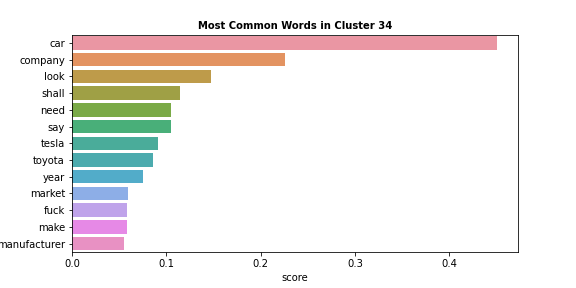 Most Common Words in Cluster 34
car
company
look
shall
need
say
tesla
toyota
year
market
fuck
make
manufacturer
0.0 0.1 0.2 0.3 0.4
score